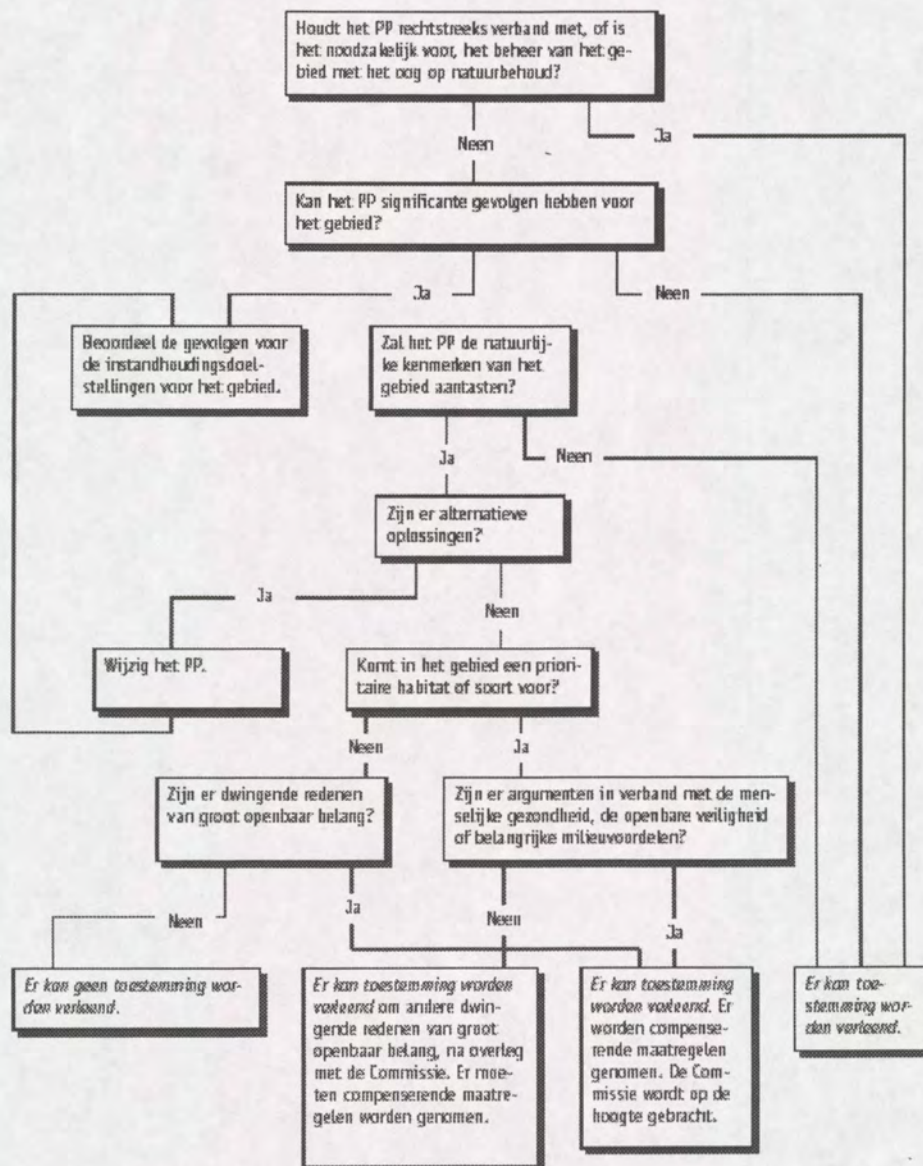 Houdt het PP rechtstreeks verband met, of is
het noodzakelijk voor, het beheer van het ge-
bied met het oog op natuurbehoud?
Ja
Neen
Kan het PP significante gevolgen hebben voor
het gebied?
Ja
Neen
Beoordeel de gevolgen voor
de instandhoudingsdoel-
stellingen voor het gebied.
Zal het PP de natuurlij-
ke kenmerken van het
gebied aantasten?
Ja
Neen
Zijn er alternatieve
oplossingen?
Ja
Neen
Wijzig het PP.
Komt in het gebied een priori-
taire habitat of soort voor?
Neen
Ja
Zijn er dwingende redenen
van groot openbaar belang?
Zijn er argumenten in verband met de men-
selijke gezondheid, de openbare veiligheid
of belangrijke milieuvoordelen?
Neen
Ja
Neen
Ja
Er kan geen toestemming wor-
den verleend.
Er kan toestemming worden
verleend om andere dwin-
gende redenen van groot
openbaar belang, na overleg
met de Commissie. Er moe-
ten compenserende maatre-
gelen worden genomen.
Er kan toestemming
worden verleend. Er
worden compense-
rende maatregelen
genomen. De Com-
missie wordt op de
hoogte gebracht.
Er kan toe-
stemming wor-
den verleend.